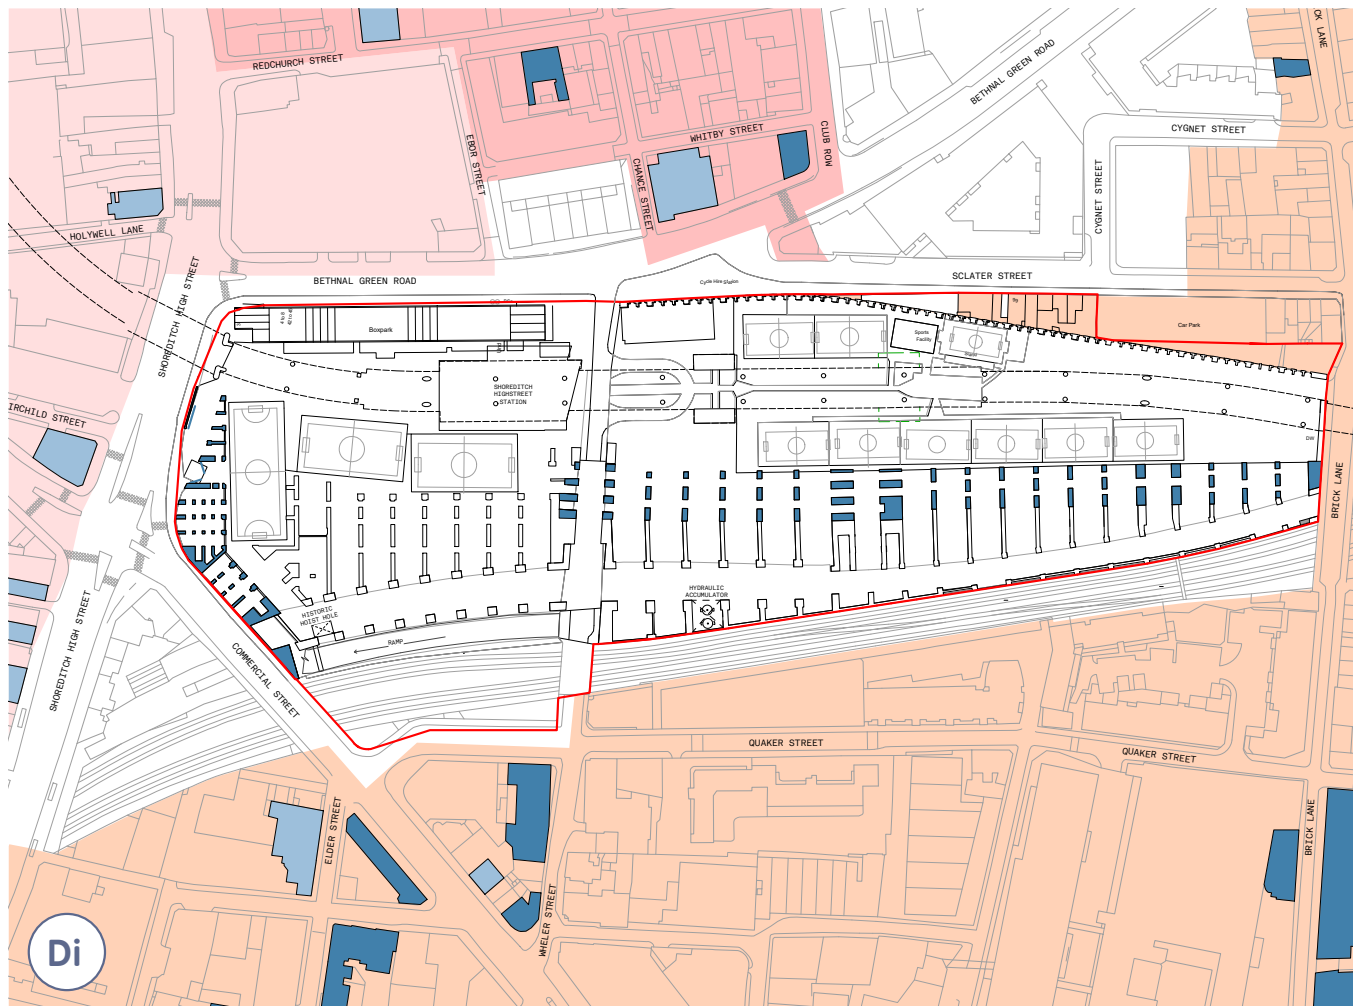 REDCHURCH STREET
BETHNAL GREEN ROAD
CK LANE
EBOR STREET
WHITBY STREET
CLUB ROW
CYGNET STREET
CHANCE STREET
CYGNET STREET
HOLYWELL LANE
SHOREDITCH HIGH STREET
BETHNAL GREEN ROAD
Cycle Hire Station
SCLATER STREET
Boxpark
Car Park
Sports
Facility
SHOREDITCH
HIGHSTREET
STATION
IRCHILD STREET
DW
BRICK LANE
HYDRAULIC
ACCUMULATOR
HISTORIC
HOIST HOLE
RAMP
SHOREDITCH HIGH STREET
COMMERCIAL STREET
QUAKER STREET
QUAKER STREET
ELDER STREET
BRICK LANE
WHELER STREET
Di